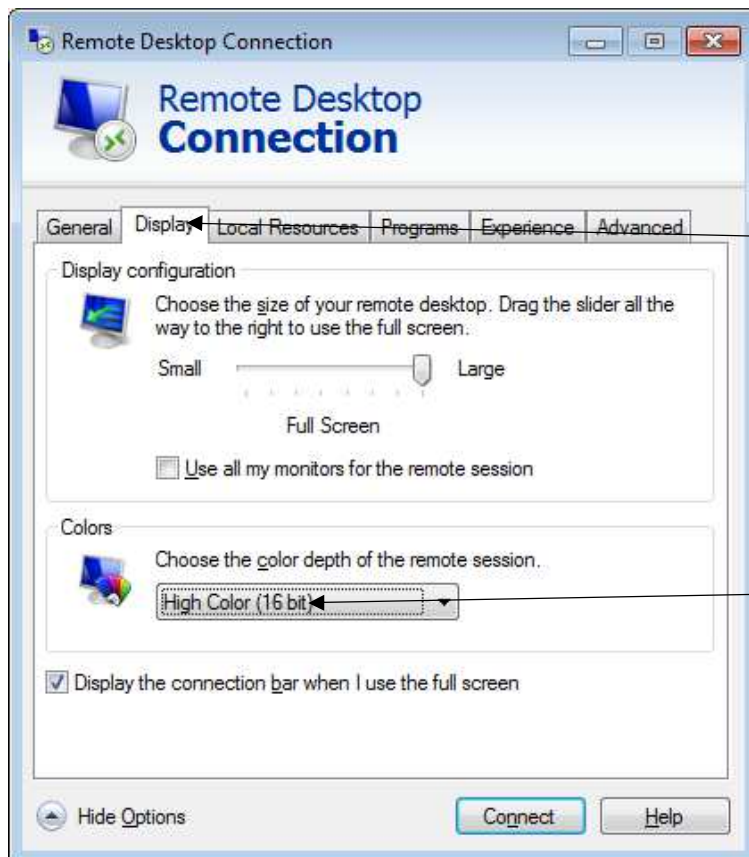 Remote Desktop Connection
Remote Desktop
Connection
General Display Local Resources Programs Experience Advanced
Display configuration
Choose the size of your remote desktop. Drag the slider all the
way to the right to use the full screen.
Small Large
Full Screen
Use all my monitors for the remote session
Colors
Choose the color depth of the remote session.
High Color (16 bit)
Display the connection bar when I use the full screen
Hide Options Connect Help